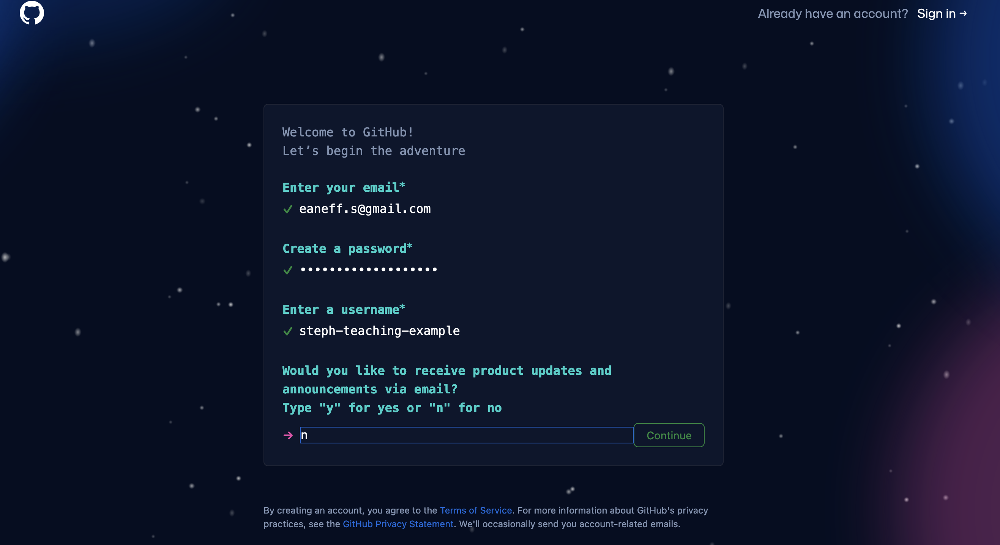 Already have an account? Sign in →
Welcome to GitHub!
Let’s begin the adventure
Enter your email*
✓ eaneff.s@gmail.com
Create a password*
✓ •••••••••••••••••••
Enter a username*
✓ steph-teaching-example
Would you like to receive product updates and
announcements via email?
Type "y" for yes or "n" for no
→ n Continue
By creating an account, you agree to the Terms of Service. For more information about GitHub's privacy
practices, see the GitHub Privacy Statement. We'll occasionally send you account-related emails.